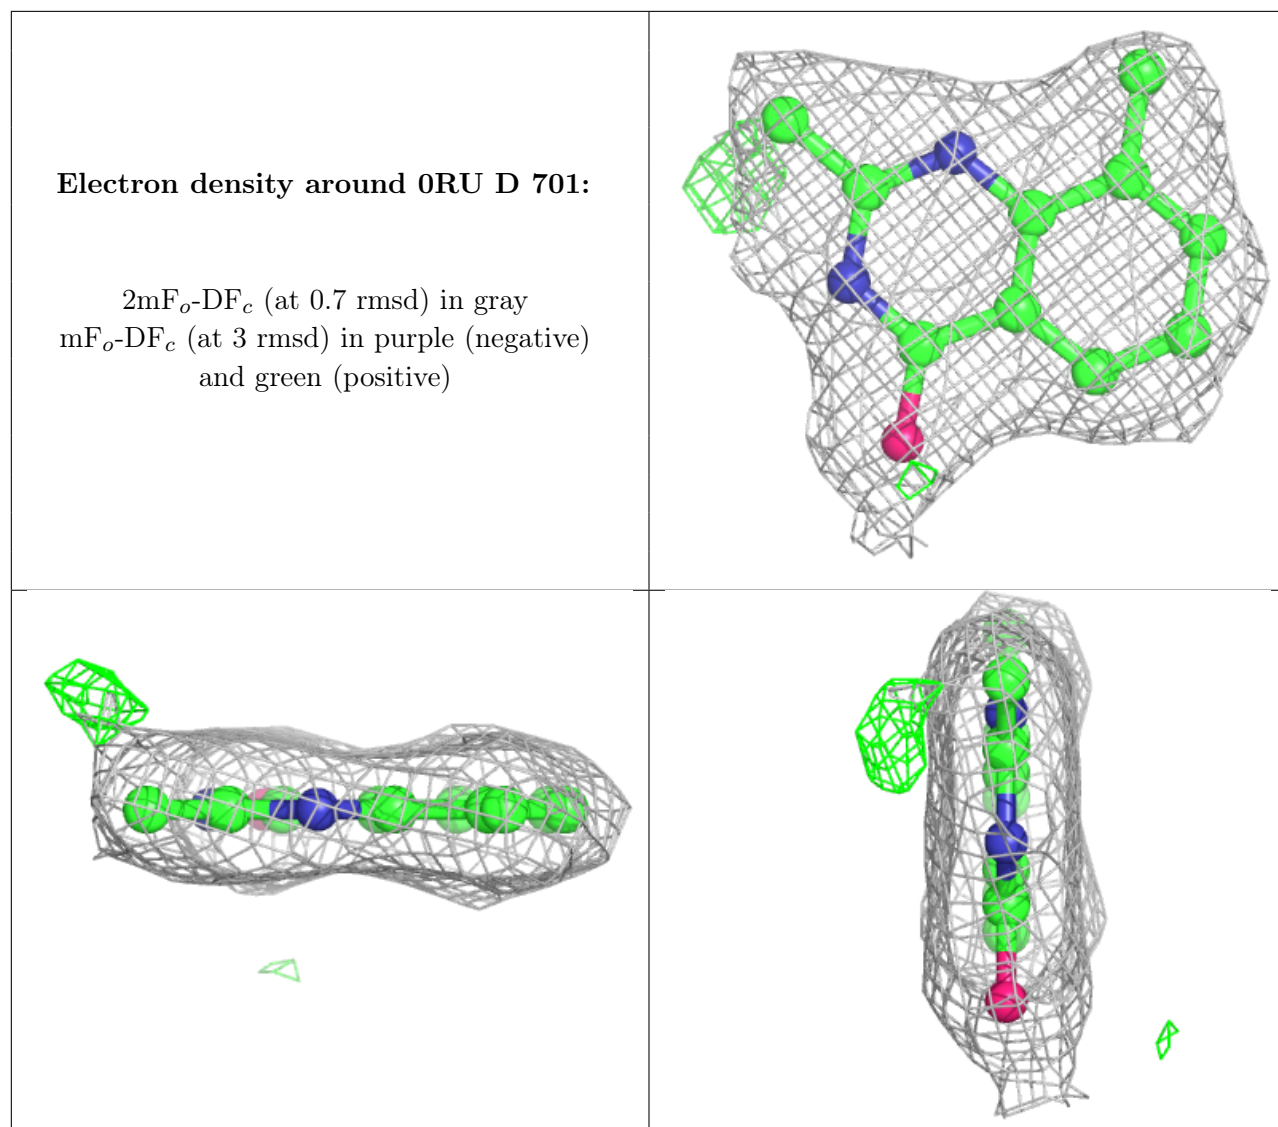 Electron density around 0RU D 701:
2mFo-DFc (at 0.7 rmsd) in gray
mFo-DFc (at 3 rmsd) in purple (negative)
and green (positive)